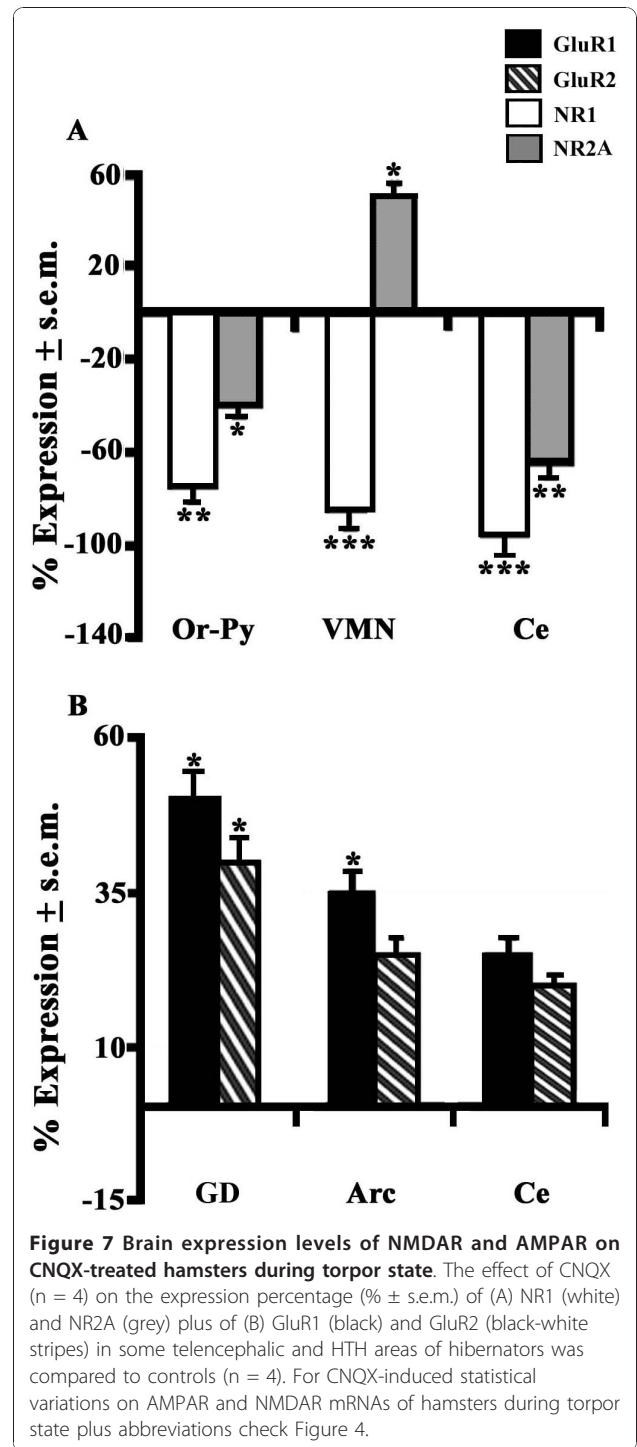 GluR1
GluR2
NR1
NR2A
A
60
20
-20
-60
-100
-140
% Expression ± s.e.m.
*
**
*
***
***
**
Or-Py VMN Ce
B
60
35
10
-15
% Expression ± s.e.m.
*
*
*
GD Arc Ce
Figure 7 Brain expression levels of NMDAR and AMPAR on
CNQX-treated hamsters during torpor state. The effect of CNQX
(n = 4) on the expression percentage (% ± s.e.m.) of (A) NR1 (white)
and NR2A (grey) plus of (B) GluR1 (black) and GluR2 (black-white
stripes) in some telencephalic and HTH areas of hibernators was
compared to controls (n = 4). For CNQX-induced statistical
variations on AMPAR and NMDAR mRNAs of hamsters during torpor
state plus abbreviations check Figure 4.